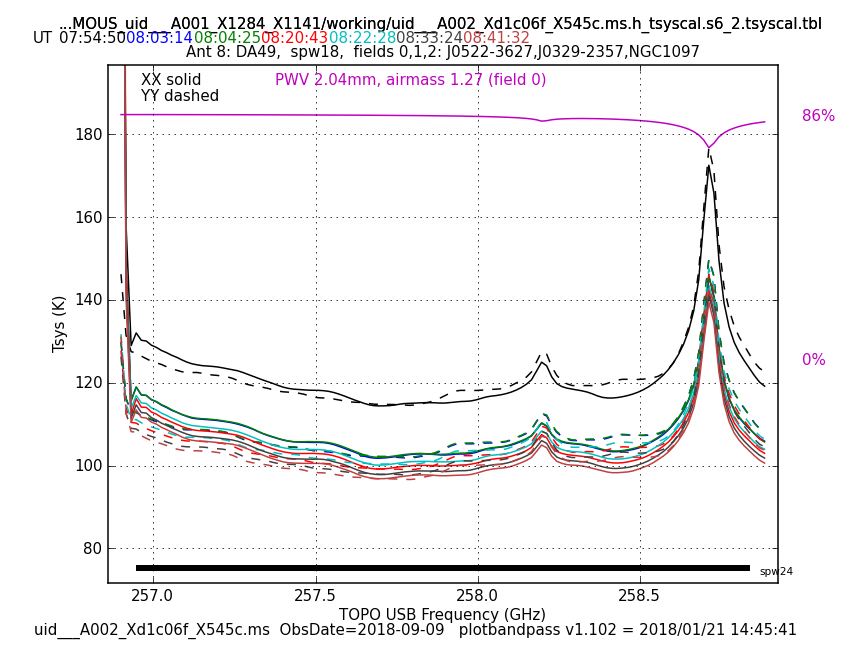 ...MOUS_uid___A001_X1284_X1141/working/uid___A002_Xd1c06f_X545c.ms.h_tsyscal.s6_2.tsyscal.tbl
UT 07:54:50 08:03:14 08:04:25 08:20:43 08:22:28 08:33:24 08:41:32
Ant 8: DA49, spw18, fields 0,1,2: J0522-3627,J0329-2357,NGC1097
XX solid
PWV 2.04mm, airmass 1.27 (field 0)
YY dashed
86%
180
160
140
120
100
80
0%
Tsys (K)
spw24
257.0 257.5 258.0 258.5
TOPO USB Frequency (GHz)
uid___A002_Xd1c06f_X545c.ms ObsDate=2018-09-09 plotbandpass v1.102 = 2018/01/21 14:45:41